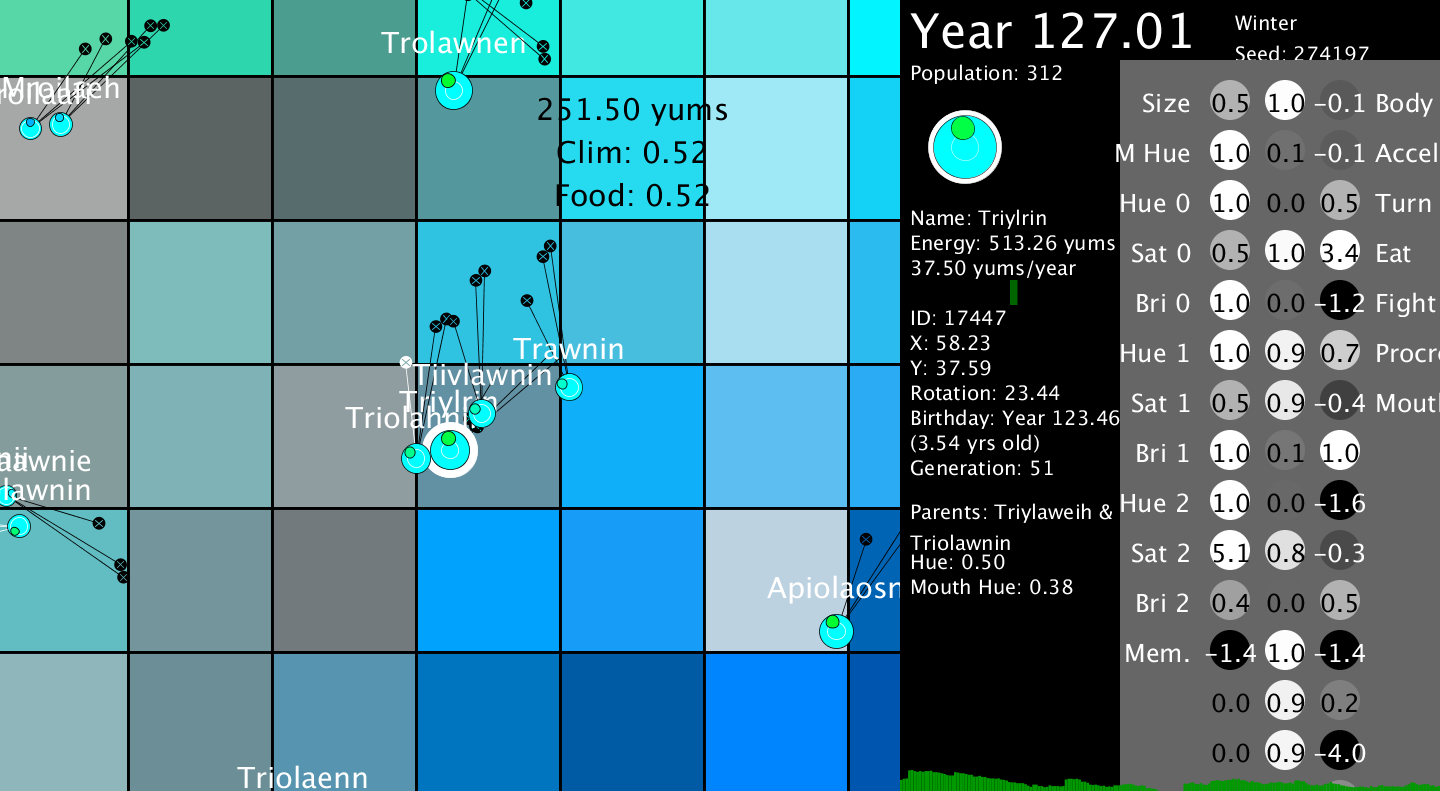 Trolawnen
251.50 yums
Clim: 0.52
Food: 0.52
Trawnin
Tiivlawnin
Triylrin
lawnin
Apiolaosn
Triolaenn
Year 127.01
Winter
Seed: 274197
Population: 312
Name: Triylrin
Energy: 513.26 yums
37.50 yums/year
ID: 17447
X: 58.23
Y: 37.59
Rotation: 23.44
Birthday: Year 123.46
(3.54 yrs old)
Generation: 51
Parents: Triylaweih &
Triolawnin
Hue: 0.50
Mouth Hue: 0.38
Size 0.5 1.0 -0.1 Body
M Hue 1.0 0.1 -0.1 Accel
Hue 0 1.0 0.0 0.5 Turn
Sat 0 0.5 1.0 3.4 Eat
Bri 0 1.0 0.0 -1.2 Fight
Hue 1 1.0 0.9 0.7 Procre
Sat 1 0.5 0.9 -0.4 Mouth
Bri 1 1.0 0.1 1.0
Hue 2 1.0 0.0 -1.6
Sat 2 5.1 0.8 -0.3
Bri 2 0.4 0.0 0.5
Mem. -1.4 1.0 -1.4
0.0 0.9 0.2
0.0 0.9 -4.0